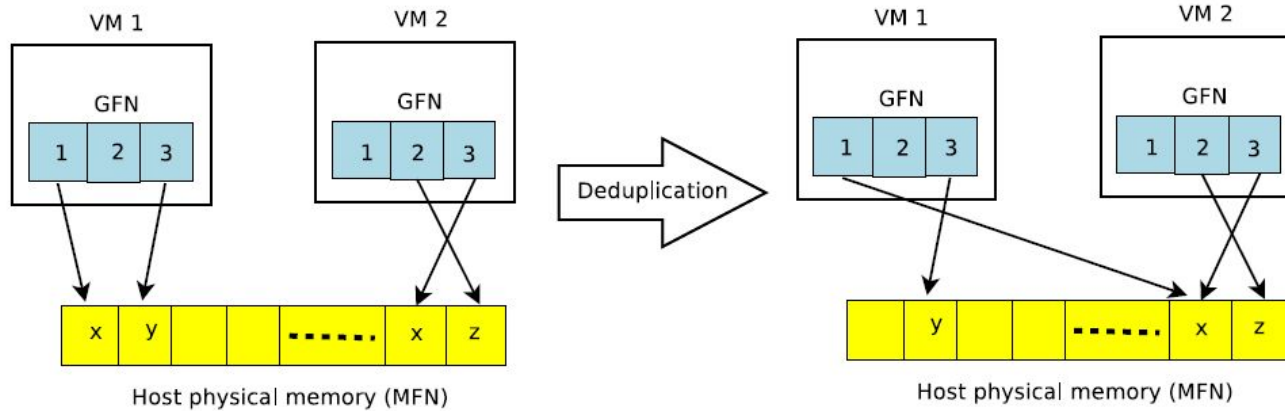 VM 1
VM 2
GFN
GFN
1 2 3
1 2 3
x y x z
Host physical memory (MFN)
Deduplication
VM 1
VM 2
GFN
GFN
1 2 3
1 2 3
y x z
Host physical memory (MFN)